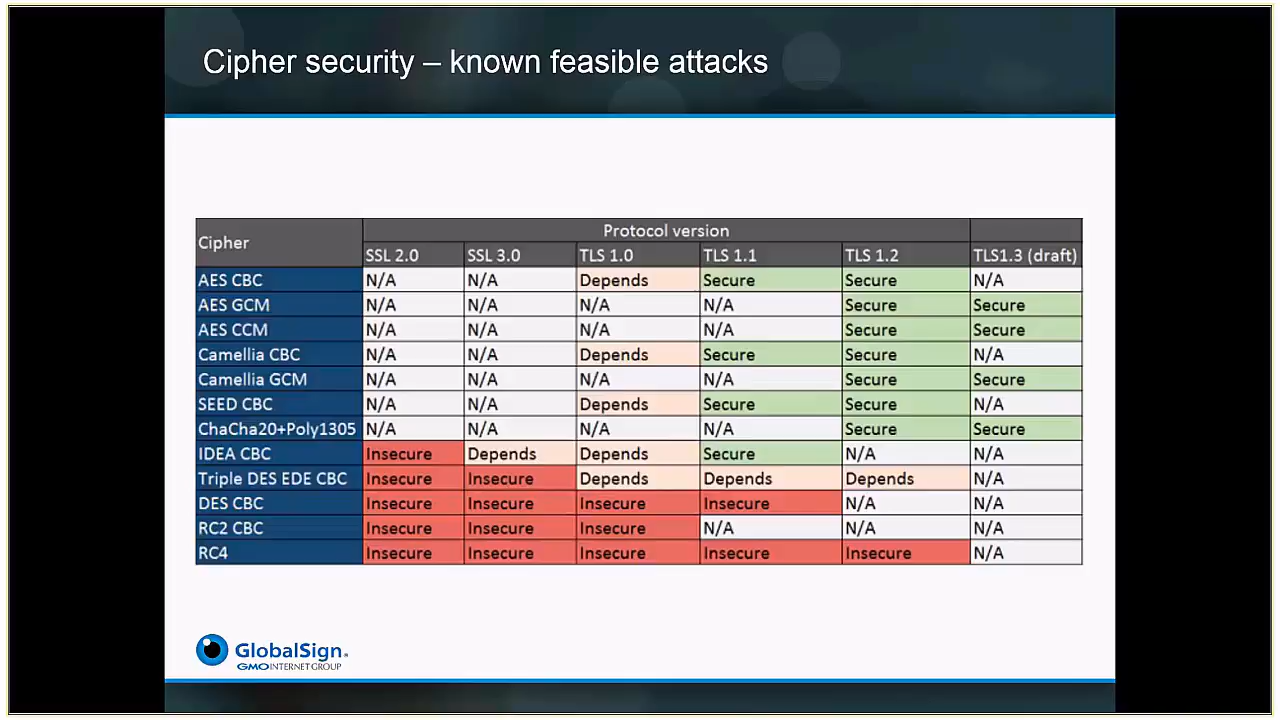 Cipher security – known feasible attacks
Cipher Protocol version
SSL 2.0 SSL 3.0 TLS 1.0 TLS 1.1 TLS 1.2 TLS1.3 (draft)
AES CBC N/A N/A Depends Secure Secure N/A
AES GCM N/A N/A N/A N/A Secure Secure
AES CCM N/A N/A N/A N/A Secure Secure
Camellia CBC N/A N/A Depends Secure Secure N/A
Camellia GCM N/A N/A N/A N/A Secure Secure
SEED CBC N/A N/A Depends Secure Secure N/A
ChaCha20+Poly1305 N/A N/A N/A N/A Secure Secure
IDEA CBC Insecure Depends Depends Secure N/A N/A
Triple DES EDE CBC Insecure Insecure Depends Depends Depends N/A
DES CBC Insecure Insecure Insecure Insecure N/A N/A
RC2 CBC Insecure Insecure Insecure N/A N/A N/A
RC4 Insecure Insecure Insecure Insecure Insecure N/A
GlobalSign
GMO INTERNET GROUP